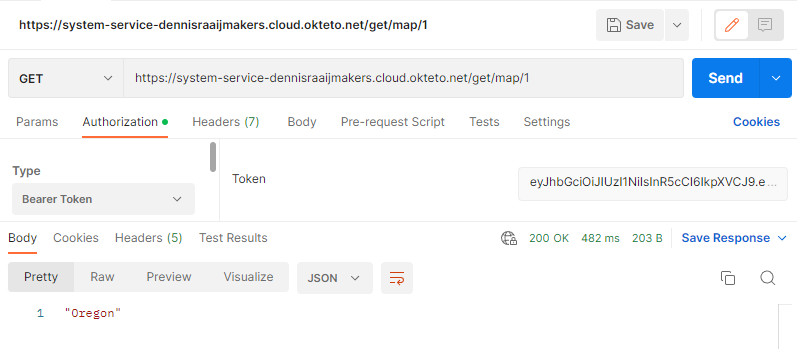 https://system-service-dennisraaijmakers.cloud.okteto.net/get/map/1
Save
GET
https://system-service-dennisraaijmakers.cloud.okteto.net/get/map/1
Send
Params Authorization Headers (7) Body Pre-request Script Tests Settings Cookies
Type
Bearer Token
Token
eyJhbGciOiJIUzI1NiIsInR5cCI6IkpXVCJ9.e...
Body Cookies Headers (5) Test Results 200 OK 482 ms 203 B Save Response
Pretty Raw Preview Visualize JSON
1 "Oregon"